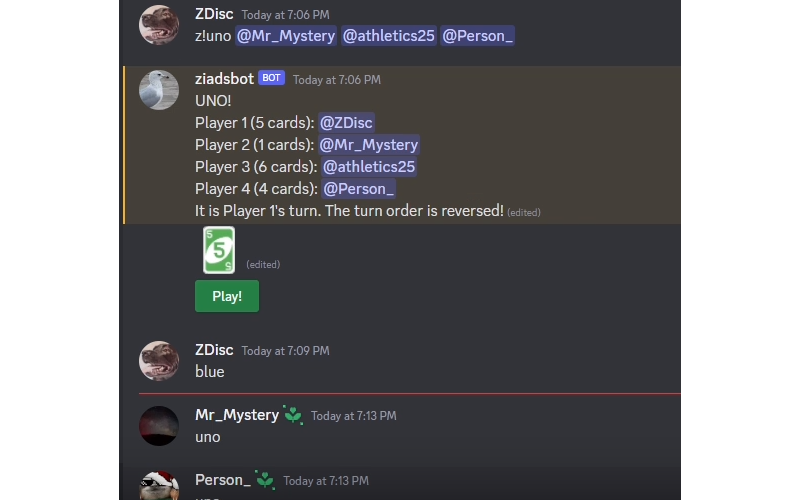 ZDisc Today at 7:06 PM
z!uno @Mr_Mystery @athletics25 @Person_
ziadsbot BOT Today at 7:06 PM
UNO!
Player 1 (5 cards): @ZDisc
Player 2 (1 cards): @Mr_Mystery
Player 3 (6 cards): @athletics25
Player 4 (4 cards): @Person_
It is Player 1's turn. The turn order is reversed! (edited)
5
5
5
(edited)
Play!
ZDisc Today at 7:09 PM
blue
Mr_Mystery Today at 7:13 PM
uno
Person_ Today at 7:13 PM